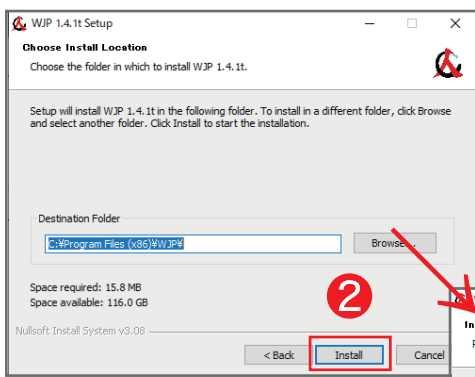 WJP 1.4.1t Setup
Choose Install Location
Choose the folder in which to install WJP 1.4.1t.
Setup will install WJP 1.4.1t in the following folder. To install in a different folder, click Browse
and select another folder. Click Install to start the installation.
Destination Folder
C:¥Program Files (x86)¥WJP¥
Browse...
Space required: 15.8 MB
Space available: 116.0 GB
2
Nullsoft Install System v3.08
In
< Back
Install
Cancel